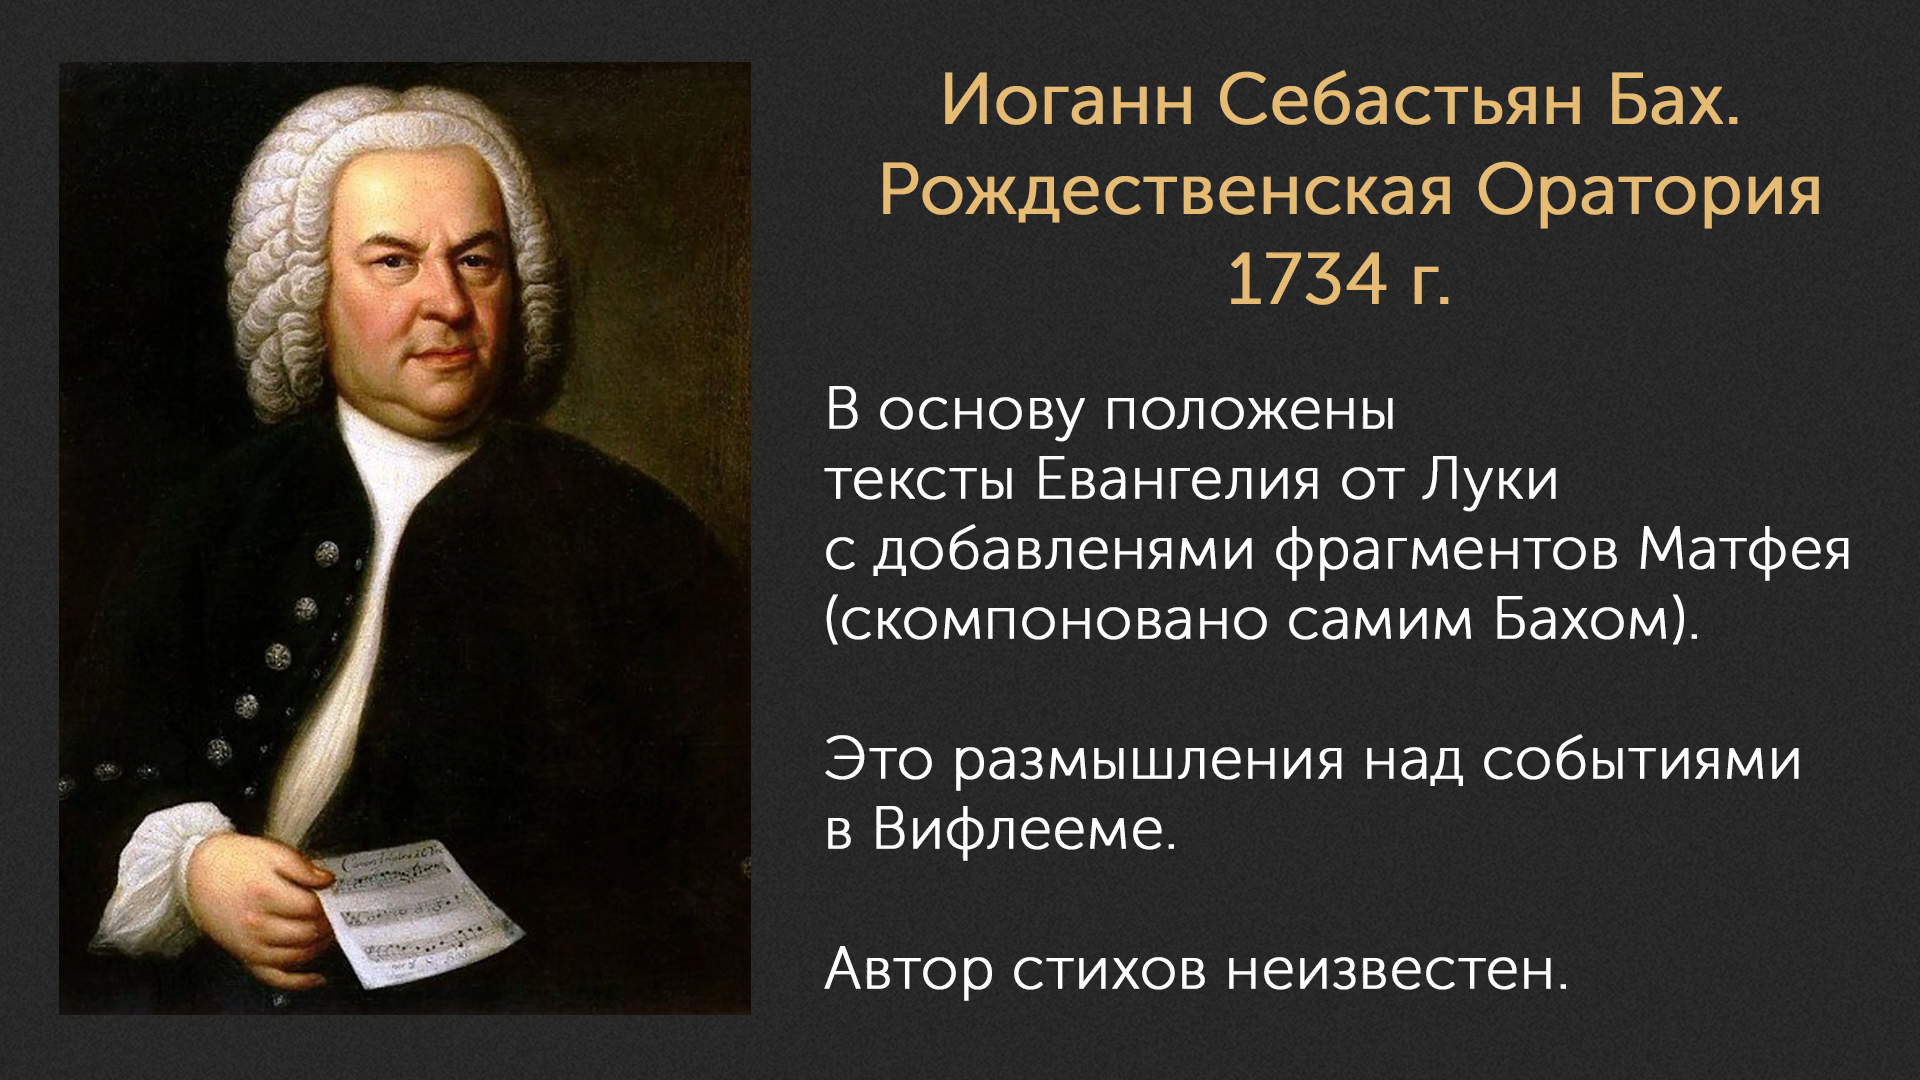 Иоганн Себастьян Бах.
Рождественская Оратория
1734 г.
В основу положены
тексты Евангелия от Луки
с добавленями фрагментов Матфея
(скомпоновано самим Бахом).
Это размышления над событиями
в Вифлееме.
Автор стихов неизвестен.